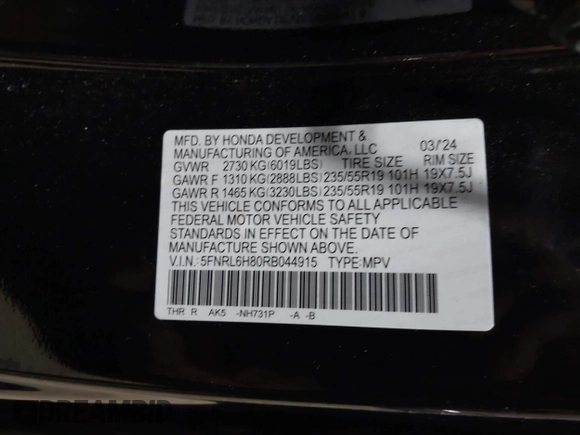 MFD. BY HONDA DEVELOPMENT &
MANUFACTURING OF AMERICA, LLC 03/'24
GVWR 2730 KG(6019LBS) TIRE SIZE RIM SIZE
GAWR F 1310 KG(2888LBS) 235/55R19 101H 19X7.5J
GAWR R 1465 KG(3230LBS) 235/55R19 101H 19X7.5J
THIS VEHICLE CONFORMS TO ALL APPLICABLE
FEDERAL MOTOR VEHICLE SAFETY
STANDARDS IN EFFECT ON THE DATE OF
MANUFACTURE SHOWN ABOVE.
V.I.N.: 5FNRL6H80RB044915 TYPE:MPV
THR R AK5 -NH731P -A -B
DREAMBID